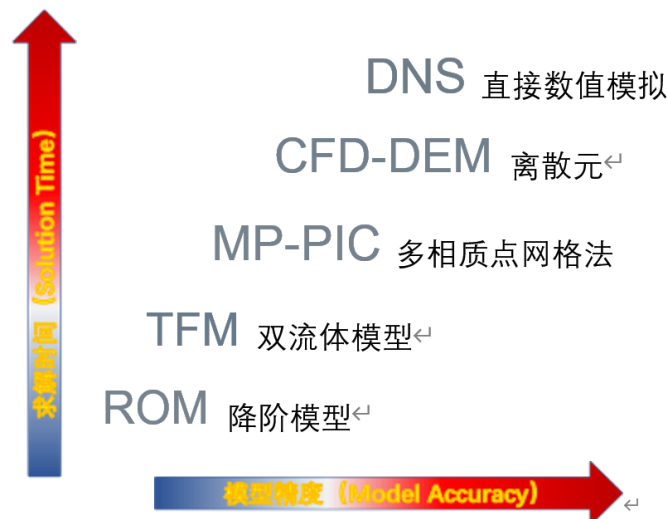 DNS 直接数值模拟
CFD-DEM 离散元↵
MP-PIC 多相质点网格法
TFM 双流体模型↵
ROM 降阶模型↵
求解时间（Solution Time）
模型精度（Model Accuracy）↵